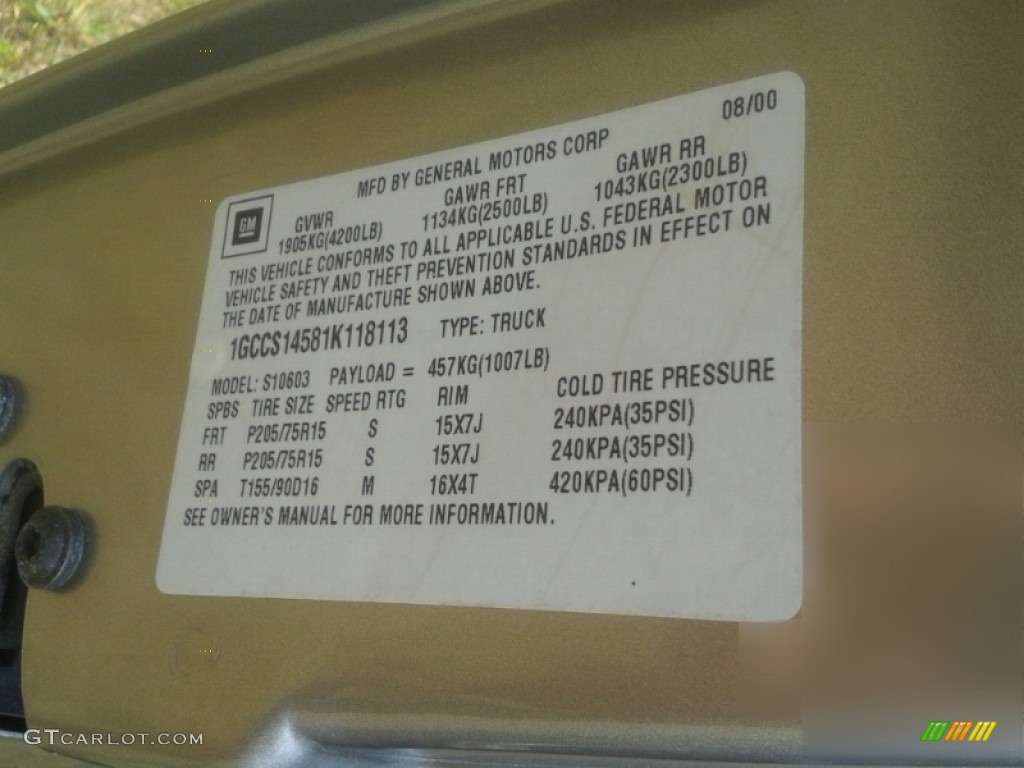 08/00
MFD BY GENERAL MOTORS CORP
GM
GVWR GAWR FRT GAWR RR
1905KG(4200LB) 1134KG(2500LB) 1043KG(2300LB)
THIS VEHICLE CONFORMS TO ALL APPLICABLE U.S. FEDERAL MOTOR
VEHICLE SAFETY AND THEFT PREVENTION STANDARDS IN EFFECT ON
THE DATE OF MANUFACTURE SHOWN ABOVE.
1GCCS14581K118113 TYPE: TRUCK
MODEL: S10603 PAYLOAD = 457KG(1007LB)
SPBS TIRE SIZE SPEED RTG RIM COLD TIRE PRESSURE
FRT P205/75R15 S 15X7J 240KPA(35PSI)
RR P205/75R15 S 15X7J 240KPA(35PSI)
SPA T155/90D16 M 16X4T 420KPA(60PSI)
SEE OWNER'S MANUAL FOR MORE INFORMATION.
GTCARLOT.COM